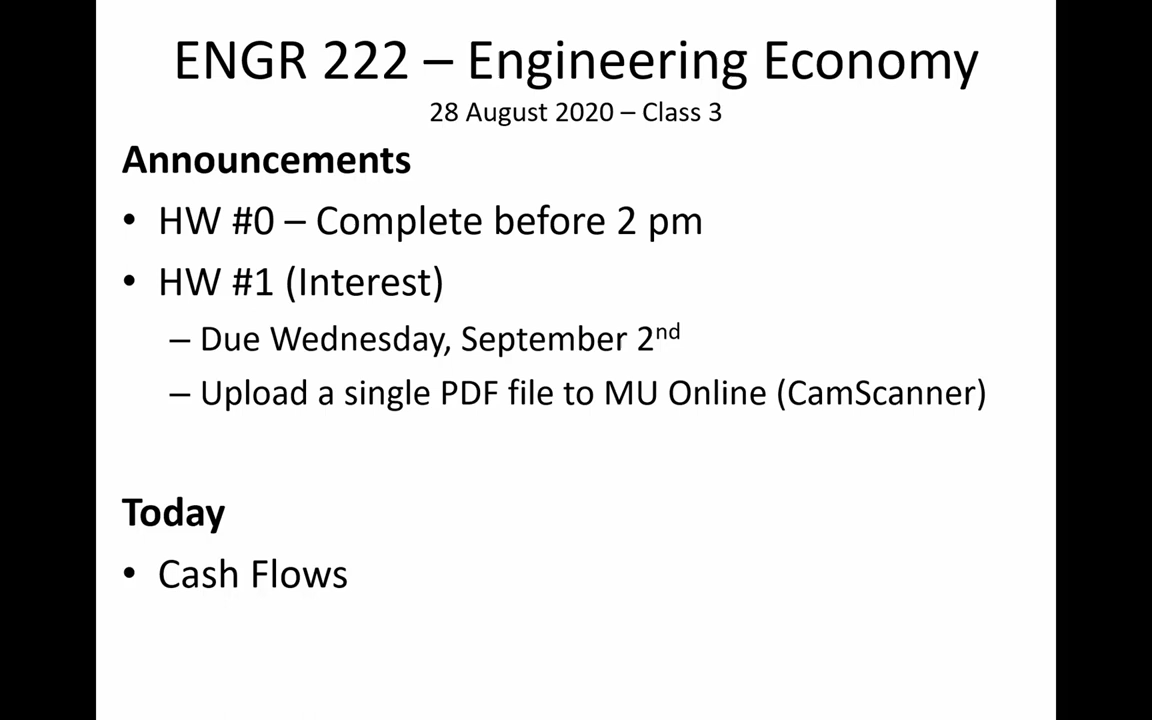 ENGR 222 – Engineering Economy
28 August 2020 – Class 3
Announcements
• HW #0 – Complete before 2 pm
• HW #1 (Interest)
– Due Wednesday, September 2nd
– Upload a single PDF file to MU Online (CamScanner)
Today
• Cash Flows